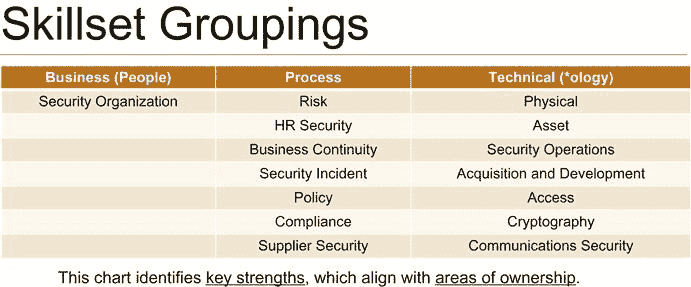 Skillset Groupings
Business (People) Process Technical (*ology)
Security Organization Risk Physical
HR Security Asset
Business Continuity Security Operations
Security Incident Acquisition and Development
Policy Access
Compliance Cryptography
Supplier Security Communications Security
This chart identifies key strengths, which align with areas of ownership.